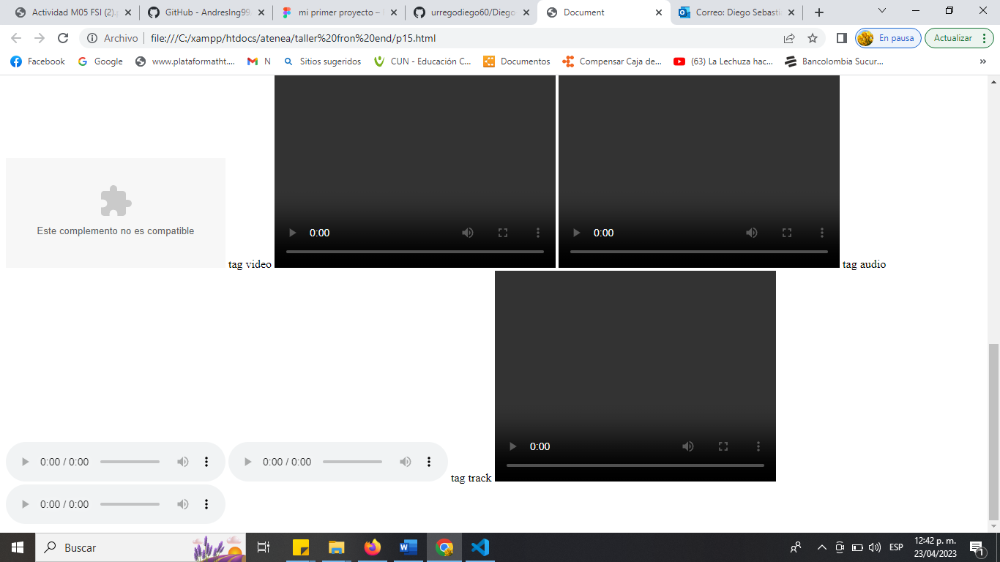 Actividad M05 FSI (2).p
GitHub - AndresIng99
mi primer proyecto –
urregodiego60/Diego
Document
Correo: Diego Sebasti
Archivo
file:///C:/xampp/htdocs/atenea/taller%20fron%20end/p15.html
En pausa
Actualizar
Facebook
Google
www.plataformatht....
N
Sitios sugeridos
CUN - Educación C...
Documentos
Compensar Caja de...
(63) La Lechuza hac...
Bancolombia Sucur...
»
Este complemento no es compatible
tag video
0:00
0:00
tag audio
0:00 / 0:00
0:00 / 0:00
tag track
0:00
0:00 / 0:00
Buscar
ESP
12:42 p. m.
23/04/2023
1